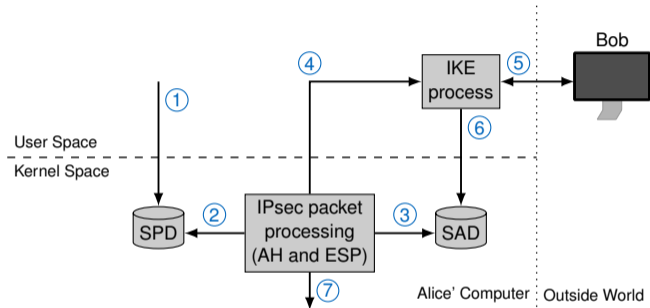 Bob
④
IKE
process
⑤
①
⑥
User Space
Kernel Space
SPD
②
IPsec packet
processing
(AH and ESP)
③
SAD
⑦
Alice' Computer
Outside World